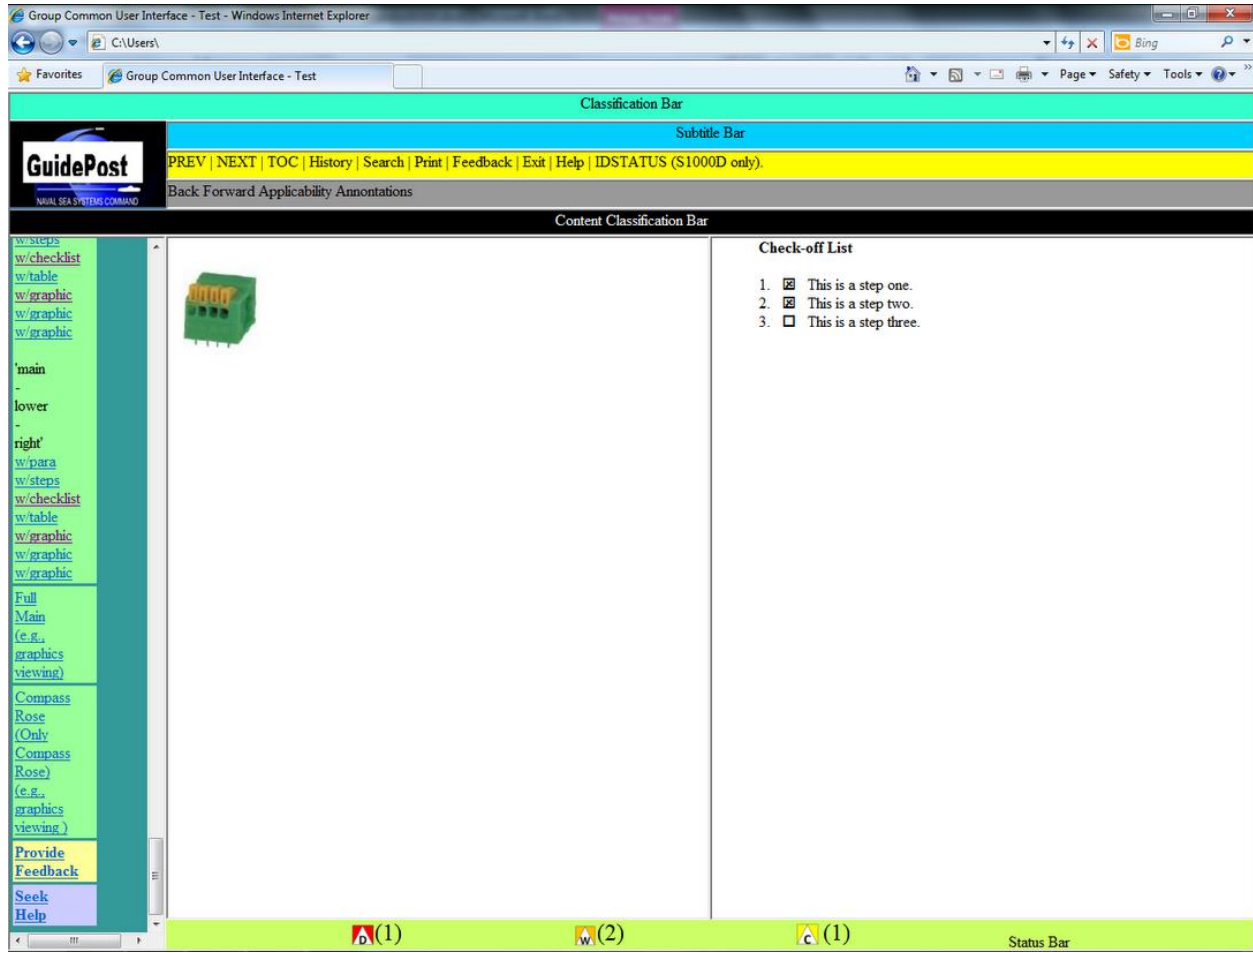 Group Common User Interface - Test - Windows Internet Explorer
C:\Users\
Bing
Favorites
Group Common User Interface - Test
Page
Safety
Tools
Classification Bar
GuidePost
NAVAL SEA SYSTEMS COMMAND
Subtitle Bar
PREV | NEXT | TOC | History | Search | Print | Feedback | Exit | Help | IDSTATUS (S1000D only).
Back Forward Applicability Annontations
Content Classification Bar
w/steps
w/checklist
w/table
w/graphic
w/graphic
w/graphic
'main
-
lower
-
right'
w/para
w/steps
w/checklist
w/table
w/graphic
w/graphic
w/graphic
Full
Main
(e.g.,
graphics
viewing)
Compass
Rose
(Only
Compass
Rose)
(e.g.,
graphics
viewing )
Provide
Feedback
Seek
Help
Check-off List
1. This is a step one.
2. This is a step two.
3. This is a step three.
D (1)
W (2)
C (1)
Status Bar